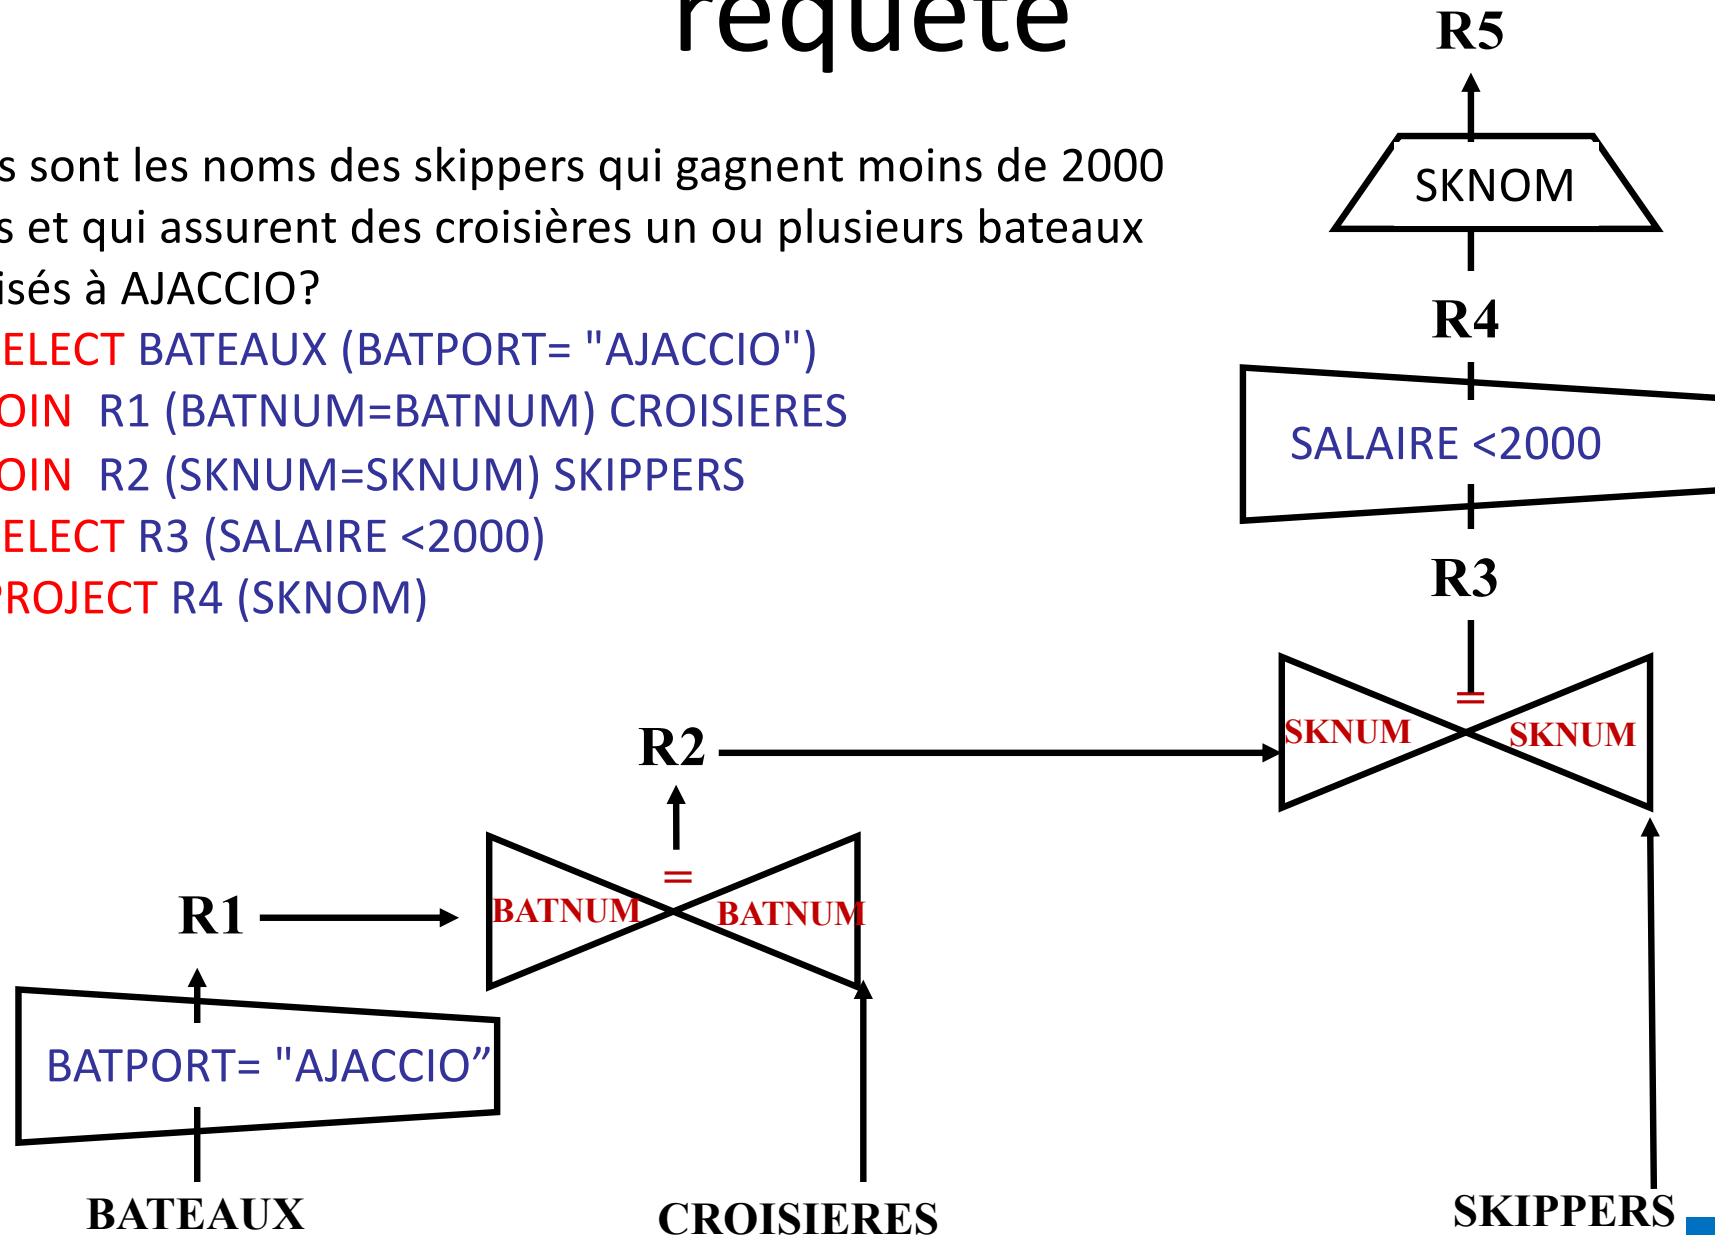 requête
s sont les noms des skippers qui gagnent moins de 2000
s et qui assurent des croisières un ou plusieurs bateaux
isés à AJACCIO?
ELECT BATEAUX (BATPORT= "AJACCIO")
OIN R1 (BATNUM=BATNUM) CROISIERES
OIN R2 (SKNUM=SKNUM) SKIPPERS
ELECT R3 (SALAIRE <2000)
PROJECT R4 (SKNOM)
R5
SKNOM
R4
SALAIRE <2000
R3
=
SKNUM SKNUM
R2
=
BATNUM BATNUM
R1
BATPORT= "AJACCIO”
BATEAUX
CROISIERES
SKIPPERS